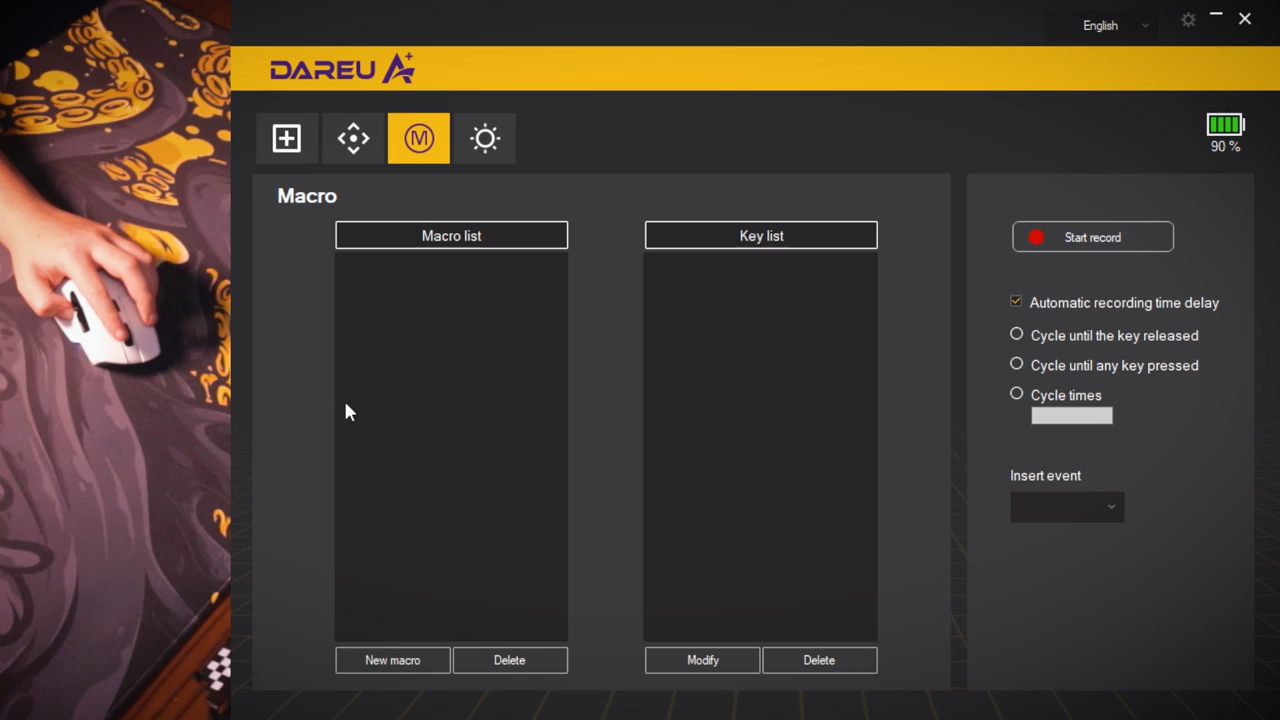 English
DAREU A+
M
90 %
Macro
Macro list
Key list
Start record
Automatic recording time delay
Cycle until the key released
Cycle until any key pressed
Cycle times
Insert event
New macro
Delete
Modify
Delete